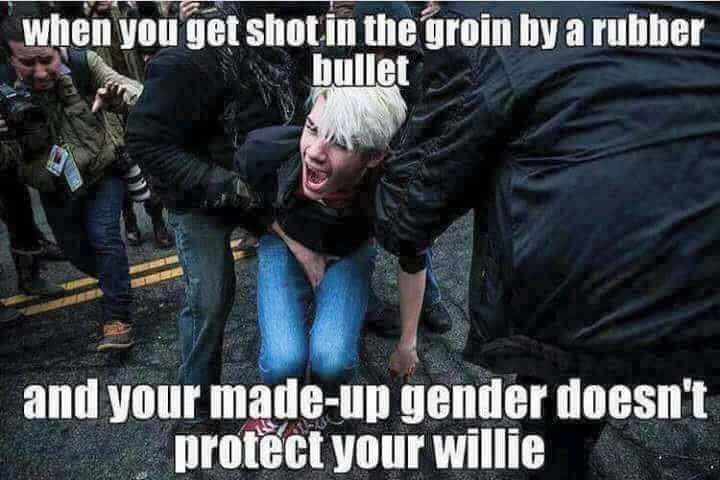 when you get shot in the groin by a rubber
bullet
and your made-up gender doesn't
protect your willie